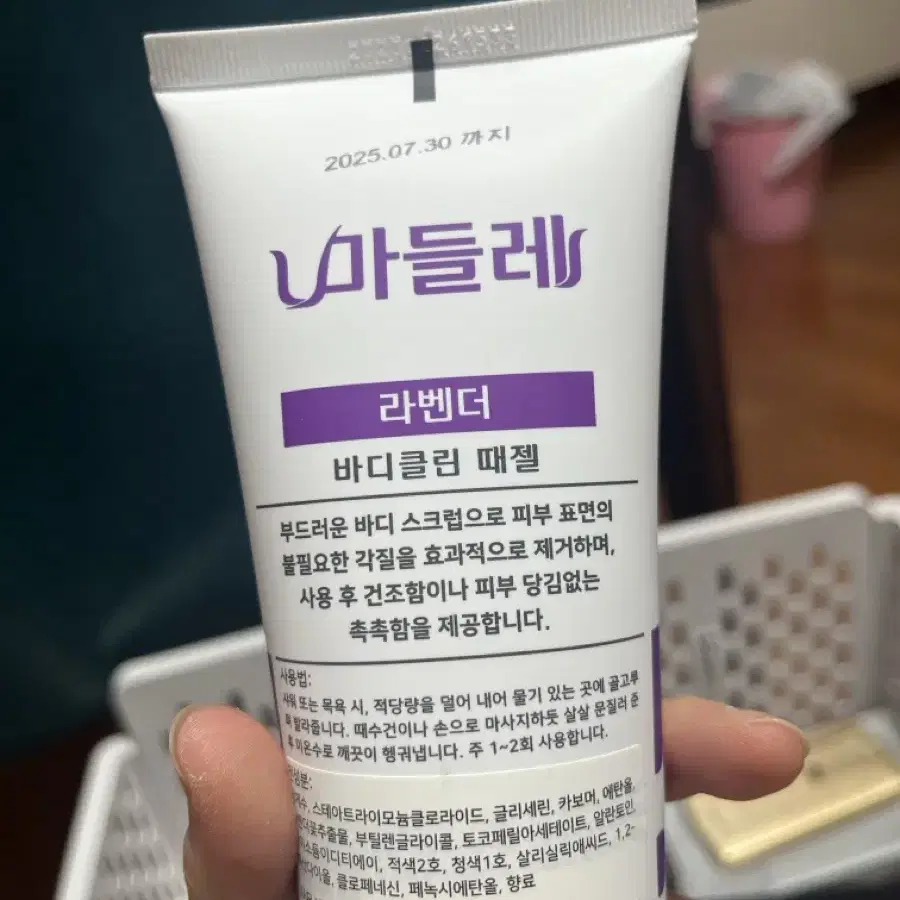 2025.07.30 까지
마들레
라벤더
바디클린 때젤
부드러운 바디 스크럽으로 피부 표면의
불필요한 각질을 효과적으로 제거하며,
사용 후 건조함이나 피부 당김없는
촉촉함을 제공합니다.
사용법:
샤워 또는 목욕 시, 적당량을 덜어 내어 물기 있는 곳에 골고루
펴 발라줍니다. 때수건이나 손으로 마사지하듯 살살 문질러 준
후 미온수로 깨끗이 헹궈냅니다. 주 1~2회 사용합니다.
스테아트라이모늄클로라이드, 글리세린, 카보머, 에탄올,
부틸렌글라이콜, 토코페릴아세테이트, 알란토인,
적색2호, 청색1호, 살리실릭애씨드, 1,2-
클로페네신, 페녹시에탄올, 향료